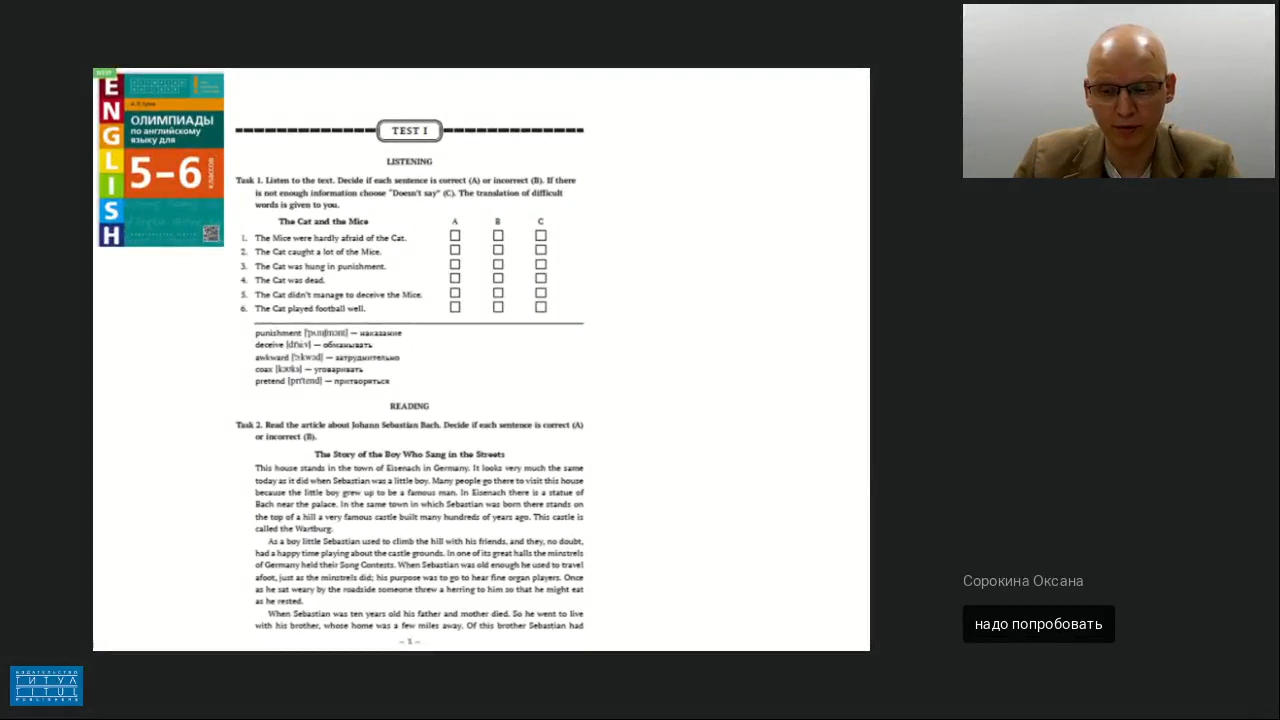 NEW!
ENGLISH
А.П. Гулов
ОЛИМПИАДЫ
по английскому
языку для
5–6
классов
TEST I
LISTENING
Task 1. Listen to the text. Decide if each sentence is correct (A) or incorrect (B). If there
is not enough information choose "Doesn't say" (C). The translation of difficult
words is given to you.
The Cat and the Mice A B C
1. The Mice were hardly afraid of the Cat.
2. The Cat caught a lot of the Mice.
3. The Cat was hung in punishment.
4. The Cat was dead.
5. The Cat didn't manage to deceive the Mice.
6. The Cat played football well.
punishment ['pʌnɪʃmənt] — наказание
deceive [dɪ'siːv] — обманывать
awkward ['ɔːkwəd] — затруднительно
coax [kəʊks] — уговаривать
pretend [prɪ'tend] — притворяться
READING
Task 2. Read the article about Johann Sebastian Bach. Decide if each sentence is correct (A)
or incorrect (B).
The Story of the Boy Who Sang in the Streets
This house stands in the town of Eisenach in Germany. It looks very much the same
today as it did when Sebastian was a little boy. Many people go there to visit this house
because the little boy grew up to be a famous man. In Eisenach there is a statue of
Bach near the palace. In the same town in which Sebastian was born there stands on
the top of a hill a very famous castle built many hundreds of years ago. This castle is
called the Wartburg.
As a boy little Sebastian used to climb the hill with his friends, and they, no doubt,
had a happy time playing about the castle grounds. In one of its great halls the minstrels
of Germany held their Song Contests. When Sebastian was old enough he used to travel
afoot, just as the minstrels did; his purpose was to go to hear fine organ players. Once
as he sat weary by the roadside someone threw a herring to him so that he might eat
as he rested.
When Sebastian was ten years old his father and mother died. So he went to live
with his brother, whose home was a few miles away. Of this brother Sebastian had
Сорокина Оксана
надо попробовать
ИЗДАТЕЛЬСТВО
ТИТУЛ
TITUL
PUBLISHERS